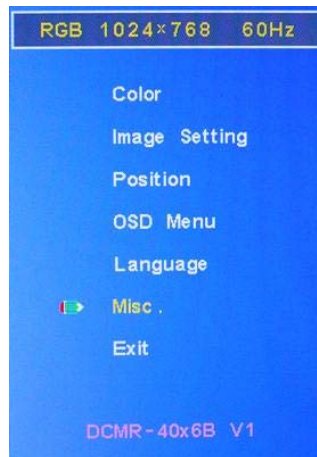 RGB 1024×768 60Hz
Color
Image Setting
Position
OSD Menu
Language
Misc.
Exit
DCMR-40x6B V1